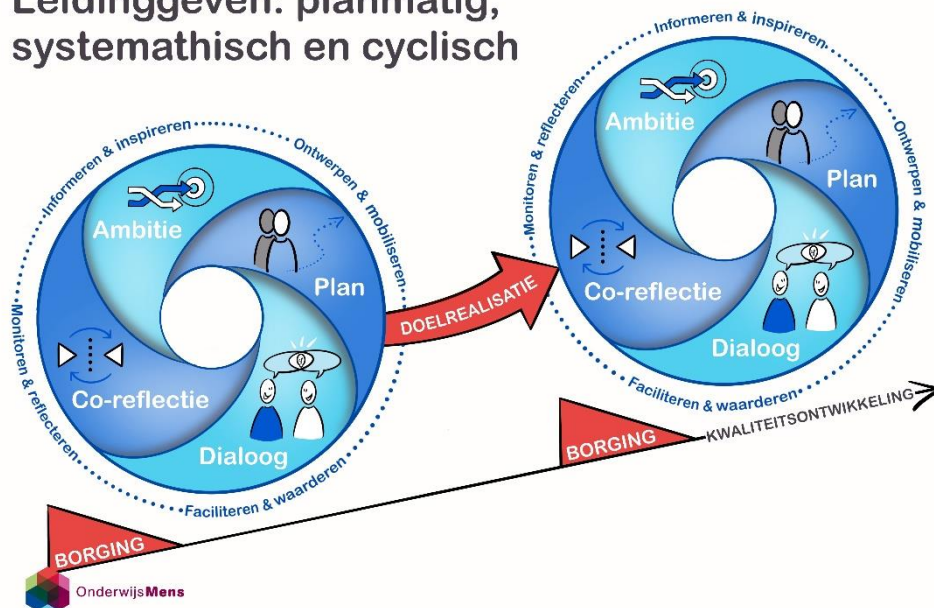 Leidinggeven: planmatig,
systemathisch en cyclisch
Informeren & inspireren
Ontwerpen & mobiliseren
Faciliteren & waarderen
Monitoren & reflecteren
Ambitie
Plan
Dialoog
Co-reflectie
DOELREALISATIE
Informeren & inspireren
Ontwerpen & mobiliseren
Faciliteren & waarderen
Monitoren & reflecteren
Ambitie
Plan
Dialoog
Co-reflectie
BORGING
BORGING
KWALITEITSONTWIKKELING
OnderwijsMens